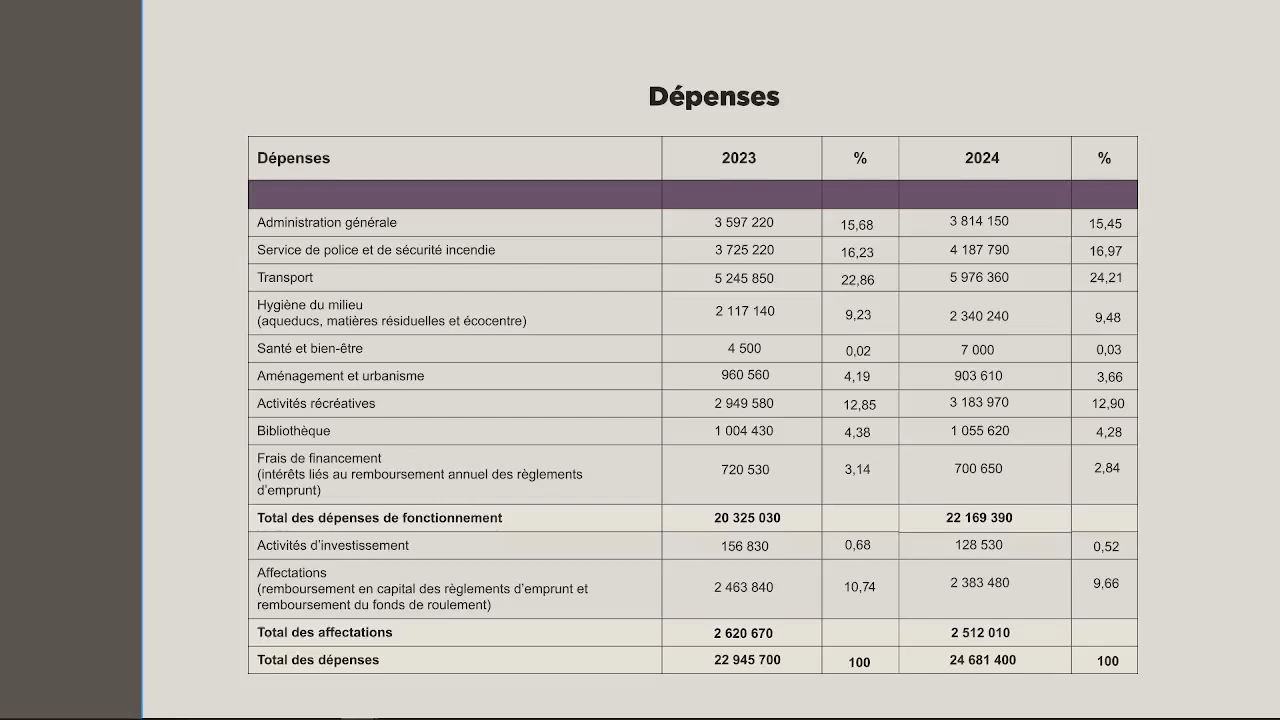 Dépenses
Dépenses 2023 % 2024 %
Administration générale 3 597 220 15,68 3 814 150 15,45
Service de police et de sécurité incendie 3 725 220 16,23 4 187 790 16,97
Transport 5 245 850 22,86 5 976 360 24,21
Hygiène du milieu
(aqueducs, matières résiduelles et écocentre) 2 117 140 9,23 2 340 240 9,48
Santé et bien-être 4 500 0,02 7 000 0,03
Aménagement et urbanisme 960 560 4,19 903 610 3,66
Activités récréatives 2 949 580 12,85 3 183 970 12,90
Bibliothèque 1 004 430 4,38 1 055 620 4,28
Frais de financement
(intérêts liés au remboursement annuel des règlements 720 530 3,14 700 650 2,84
d'emprunt)
Total des dépenses de fonctionnement 20 325 030 22 169 390
Activités d'investissement 156 830 0,68 128 530 0,52
Affectations
(remboursement en capital des règlements d'emprunt et 2 463 840 10,74 2 383 480 9,66
remboursement du fonds de roulement)
Total des affectations 2 620 670 2 512 010
Total des dépenses 22 945 700 100 24 681 400 100